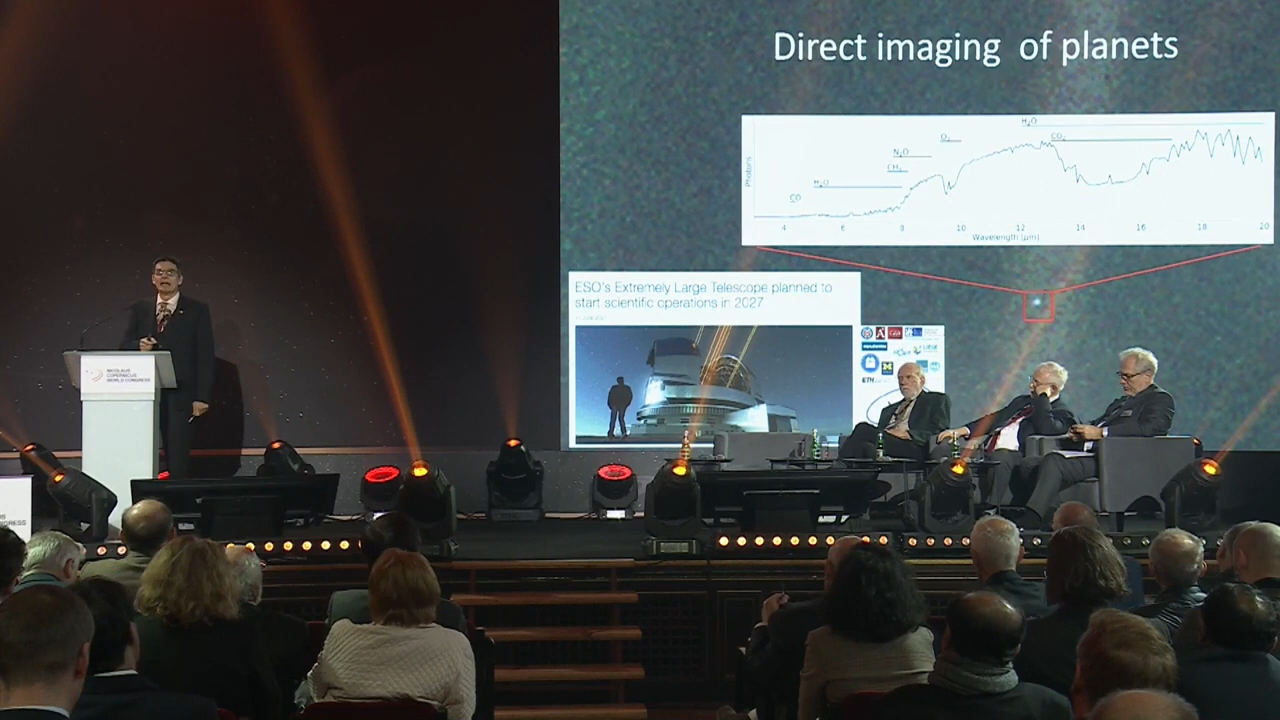 Direct imaging of planets
H₂O
O₃
CO₂
N₂O
CH₄
H₂O
CO
Photons
4 6 8 10 12 14 16 18 20
Wavelength (μm)
ESO's Extremely Large Telescope planned to
start scientific operations in 2027
ETH
NICOLAUS
COPERNICUS
WORLD CONGRESS